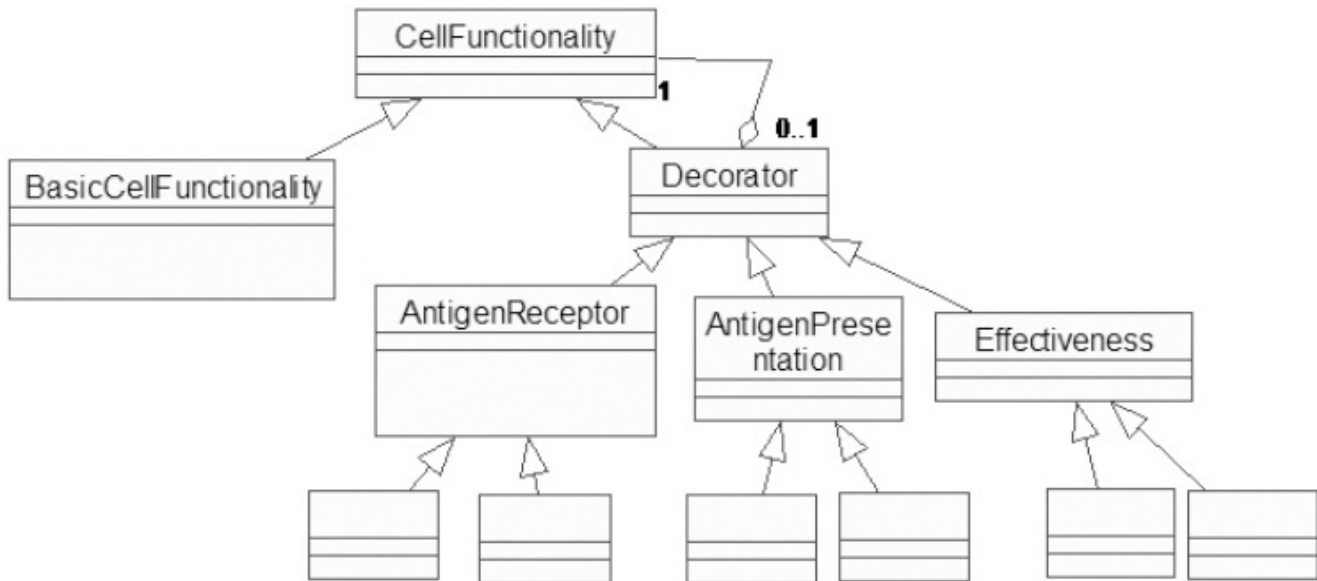 CellFunctionality
1
0..1
BasicCellFunctionality
Decorator
AntigenReceptor
AntigenPrese
ntation
Effectiveness